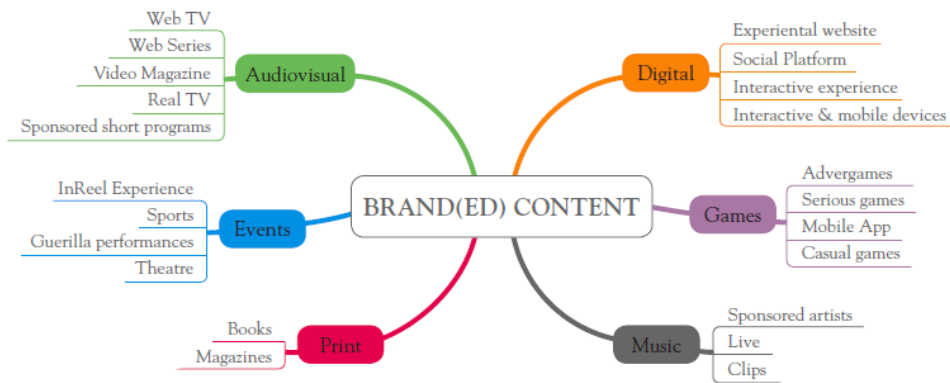 BRAND(ED) CONTENT
Audiovisual
Web TV
Web Series
Video Magazine
Real TV
Sponsored short programs
Events
InReel Experience
Sports
Guerilla performances
Theatre
Print
Books
Magazines
Digital
Experiental website
Social Platform
Interactive experience
Interactive & mobile devices
Games
Advergames
Serious games
Mobile App
Casual games
Music
Sponsored artists
Live
Clips